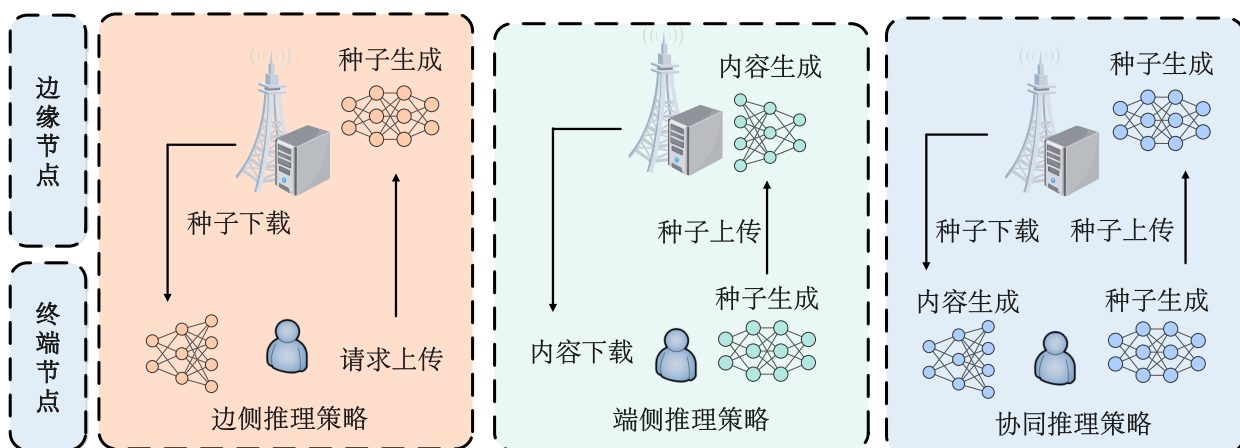 边缘节点
终端节点
种子生成
种子下载
请求上传
边侧推理策略
内容生成
种子上传
种子生成
内容下载
端侧推理策略
种子生成
种子下载
种子上传
内容生成
种子生成
协同推理策略